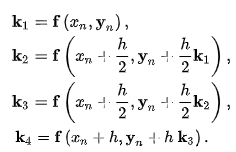 k₁ = f (xₙ, yₙ) ,
k₂ = f (xₙ + h/2, yₙ + h/2 k₁) ,
k₃ = f (xₙ + h/2, yₙ + h/2 k₂) ,
k₄ = f (xₙ + h, yₙ + h k₃) .